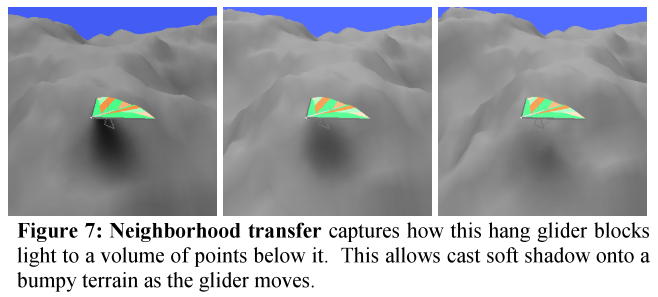 Figure 7: Neighborhood transfer captures how this hang glider blocks
light to a volume of points below it.  This allows cast soft shadow onto a
bumpy terrain as the glider moves.